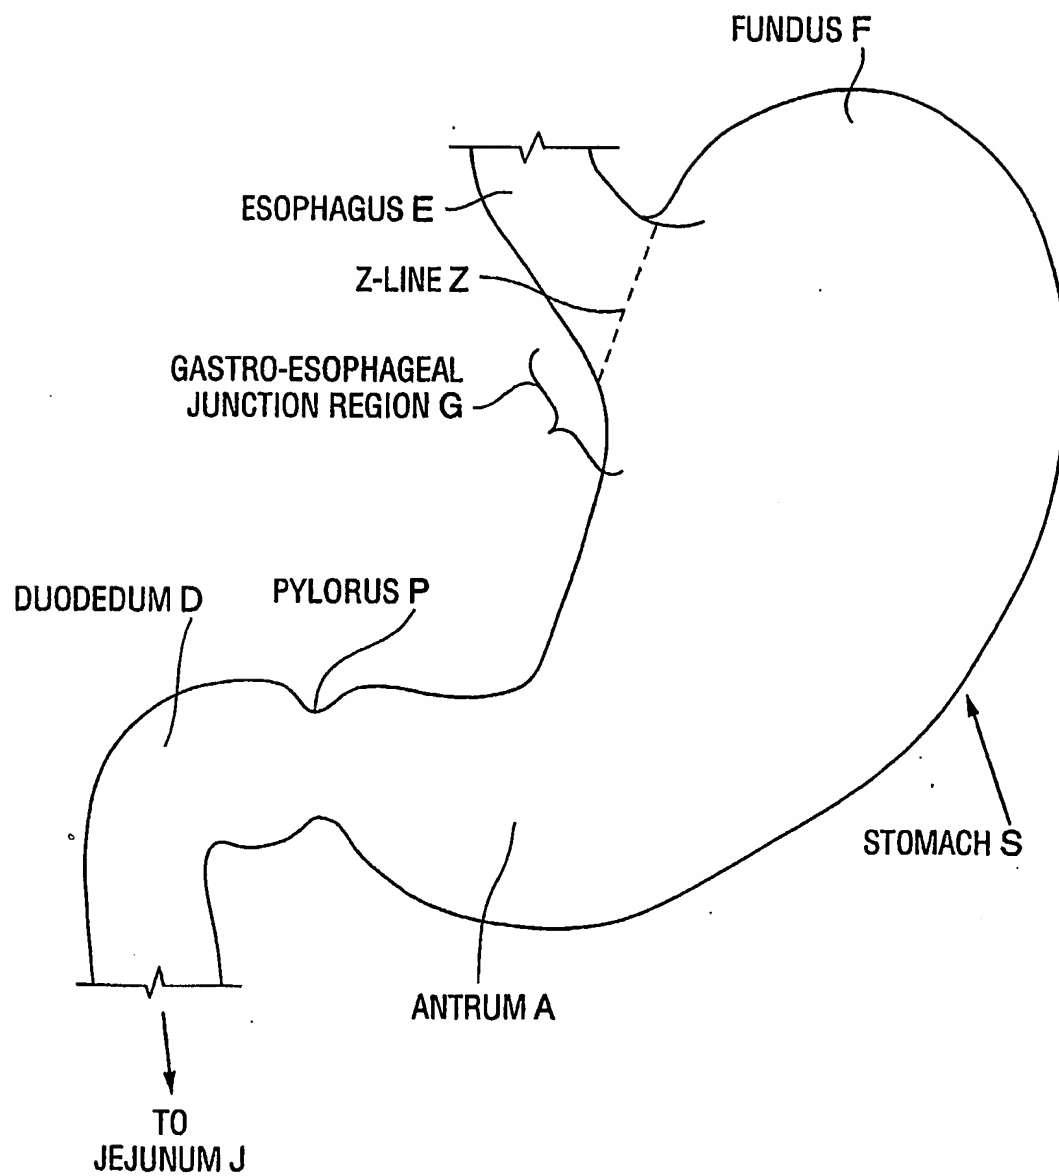 FUNDUS F
ESOPHAGUS E
Z-LINE Z
GASTRO-ESOPHAGEAL
JUNCTION REGION G
DUODEDUM D
PYLORUS P
STOMACH S
ANTRUM A
TO
JEJUNUM J